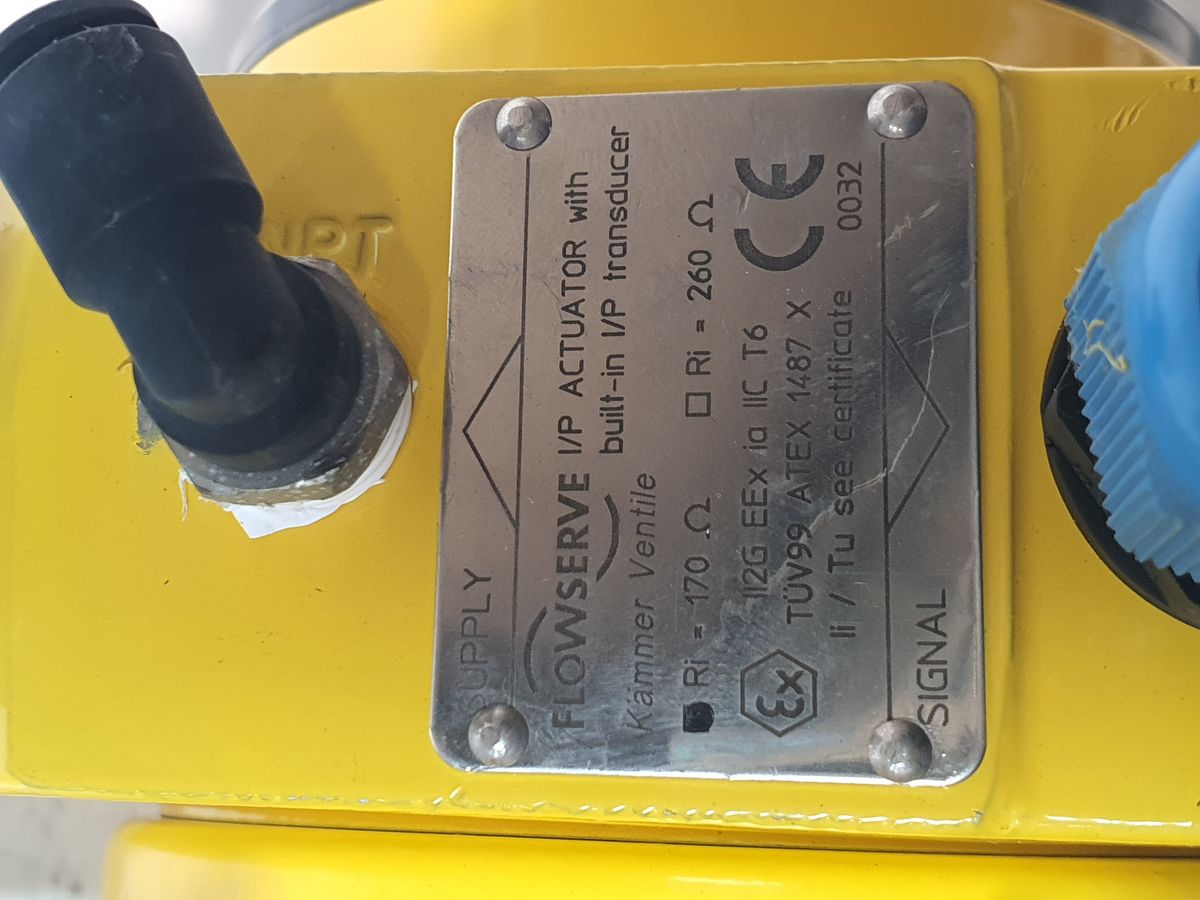 SUPPLY
FLOWSERVE I/P ACTUATOR with
built-in I/P transducer
Kämmer Ventile
Ri = 170 Ω Ri = 260 Ω
εx II2G EEx ia IIC T6 CE
TÜV99 ATEX 1487 X
Ii / Tu see certificate 0032
SIGNAL